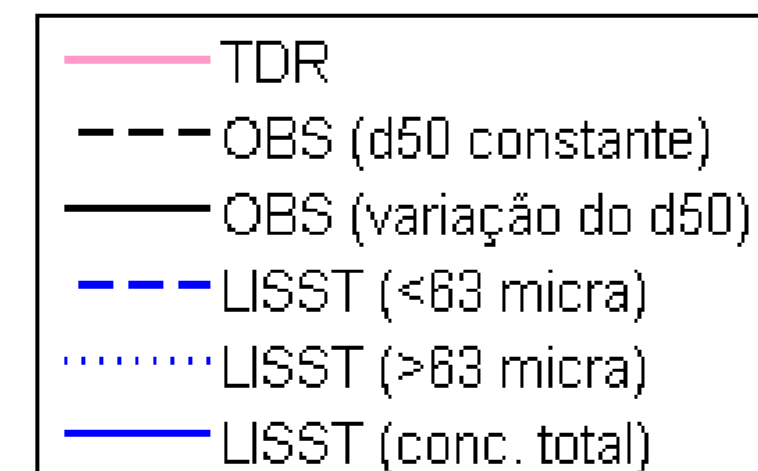 TDR
OBS (d50 constante)
OBS (variação do d50)
LISST (<63 micra)
LISST (>63 micra)
LISST (conc. total)